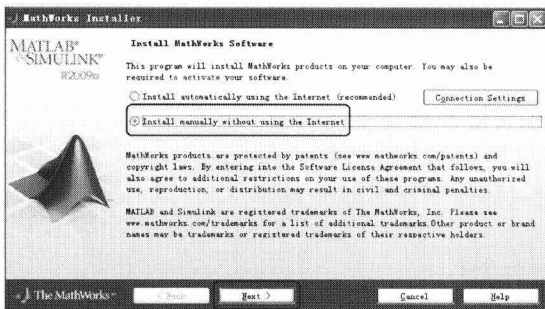 MathWorks Installer
MATLAB®
&SIMULINK®
R2009a
Install MathWorks Software
This program will install MathWorks products on your computer. You may also be
required to activate your software.
Install automatically using the Internet (recommended)
Connection Settings
Install manually without using the Internet
MathWorks products are protected by patents (see www.mathworks.com/patents) and
copyright laws. By entering into the Software License Agreement that follows, you will
also agree to additional restrictions on your use of these programs. Any unauthorized
use, reproduction, or distribution may result in civil and criminal penalties.
MATLAB and Simulink are registered trademarks of The MathWorks, Inc. Please see
www.mathworks.com/trademarks for a list of additional trademarks.Other product or brand
names may be trademarks or registered trademarks of their respective holders.
The MathWorks™
< Back
Next >
Cancel
Help